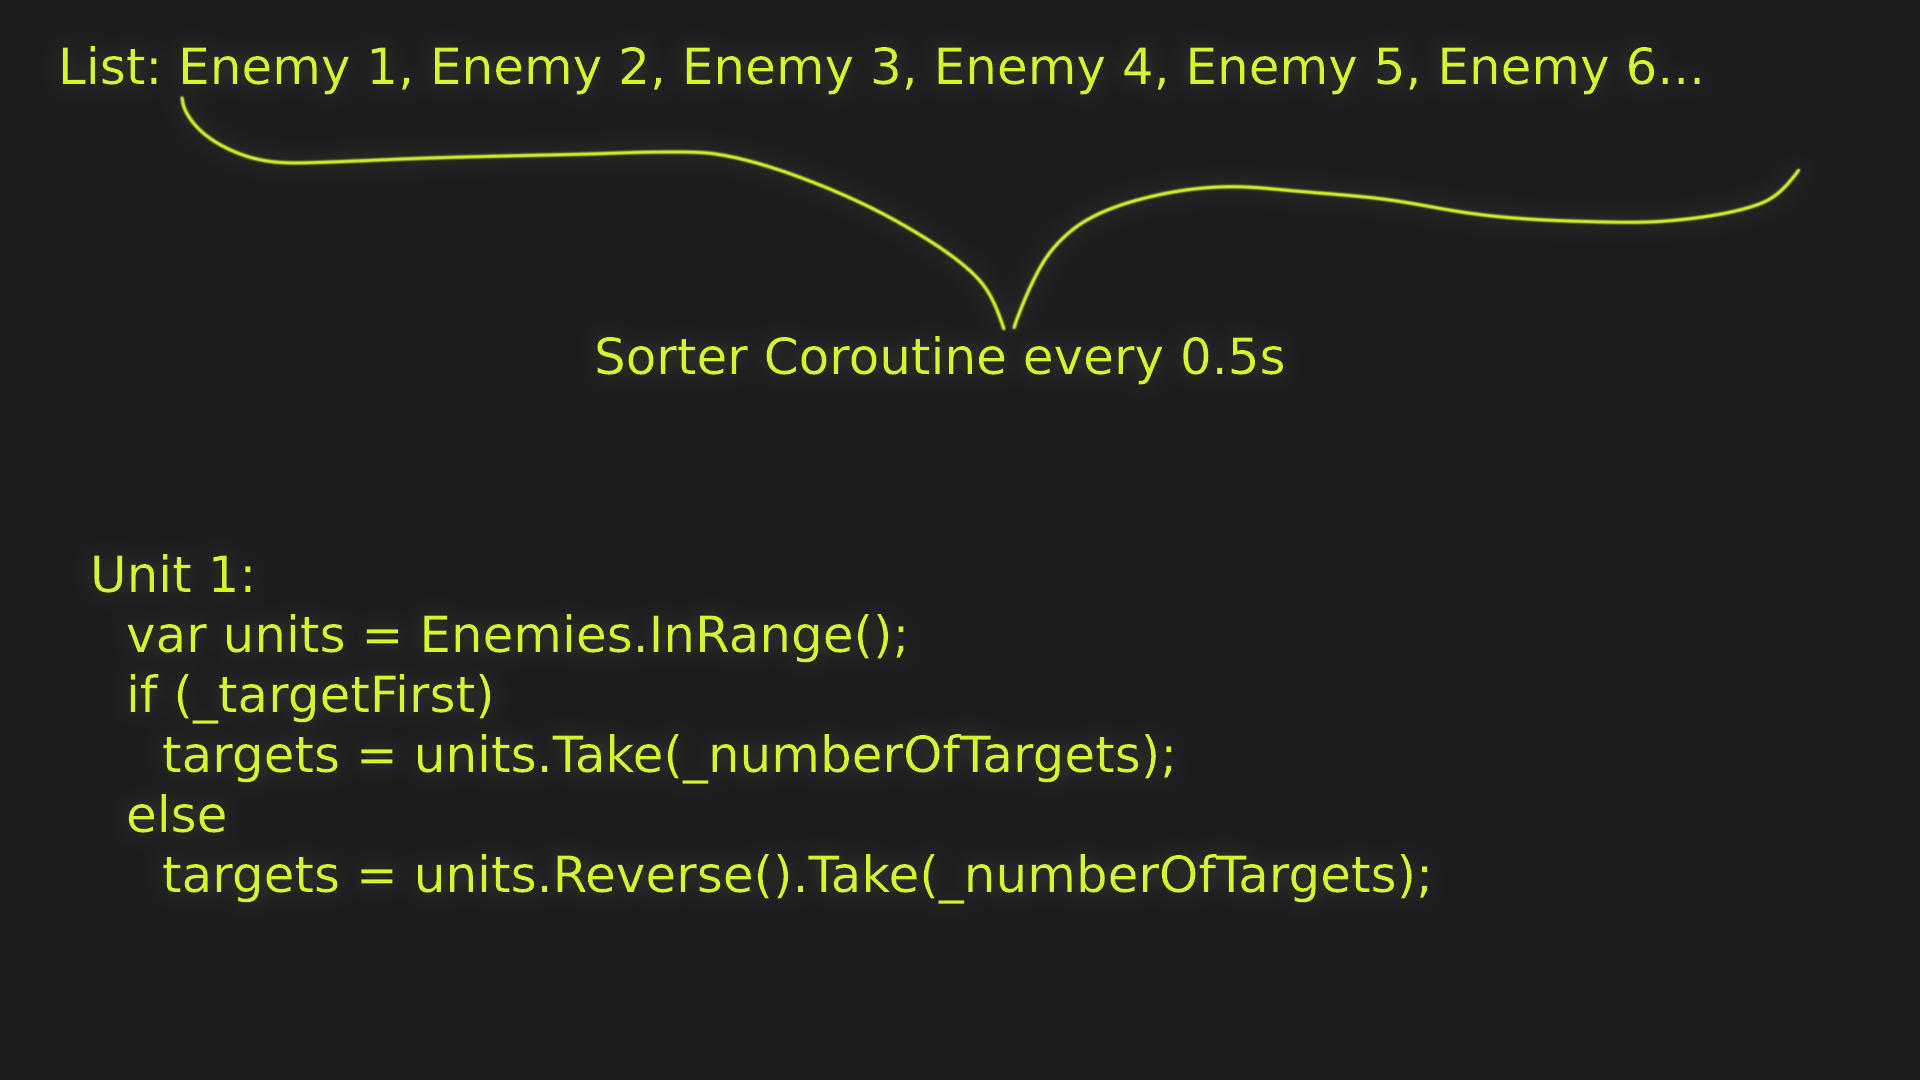 List: Enemy 1, Enemy 2, Enemy 3, Enemy 4, Enemy 5, Enemy 6...
Sorter Coroutine every 0.5s
Unit 1:
var units = Enemies.InRange();
if (_targetFirst)
targets = units.Take(_numberOfTargets);
else
targets = units.Reverse().Take(_numberOfTargets);